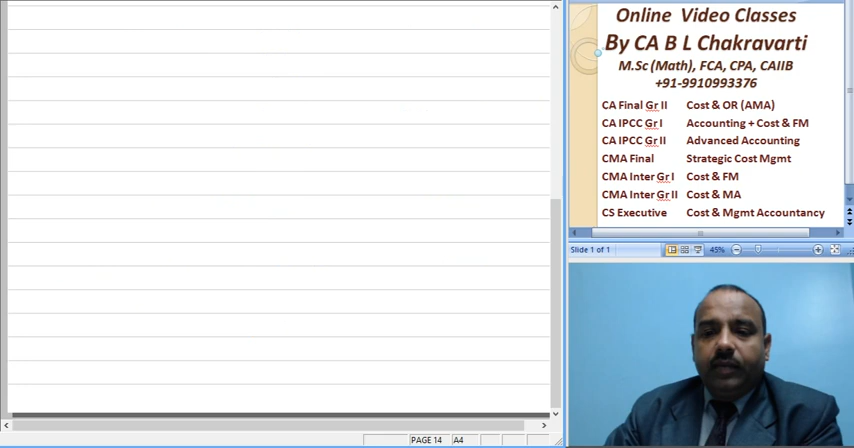 Online Video Classes
By CA B L Chakravarti
M.Sc (Math), FCA, CPA, CAIIB
+91-9910993376
CA Final Gr II Cost & OR (AMA)
CA IPCC Gr I Accounting + Cost & FM
CA IPCC Gr II Advanced Accounting
CMA Final Strategic Cost Mgmt
CMA Inter Gr I Cost & FM
CMA Inter Gr II Cost & MA
CS Executive Cost & Mgmt Accountancy
Slide 1 of 1 45%
PAGE 14 A4